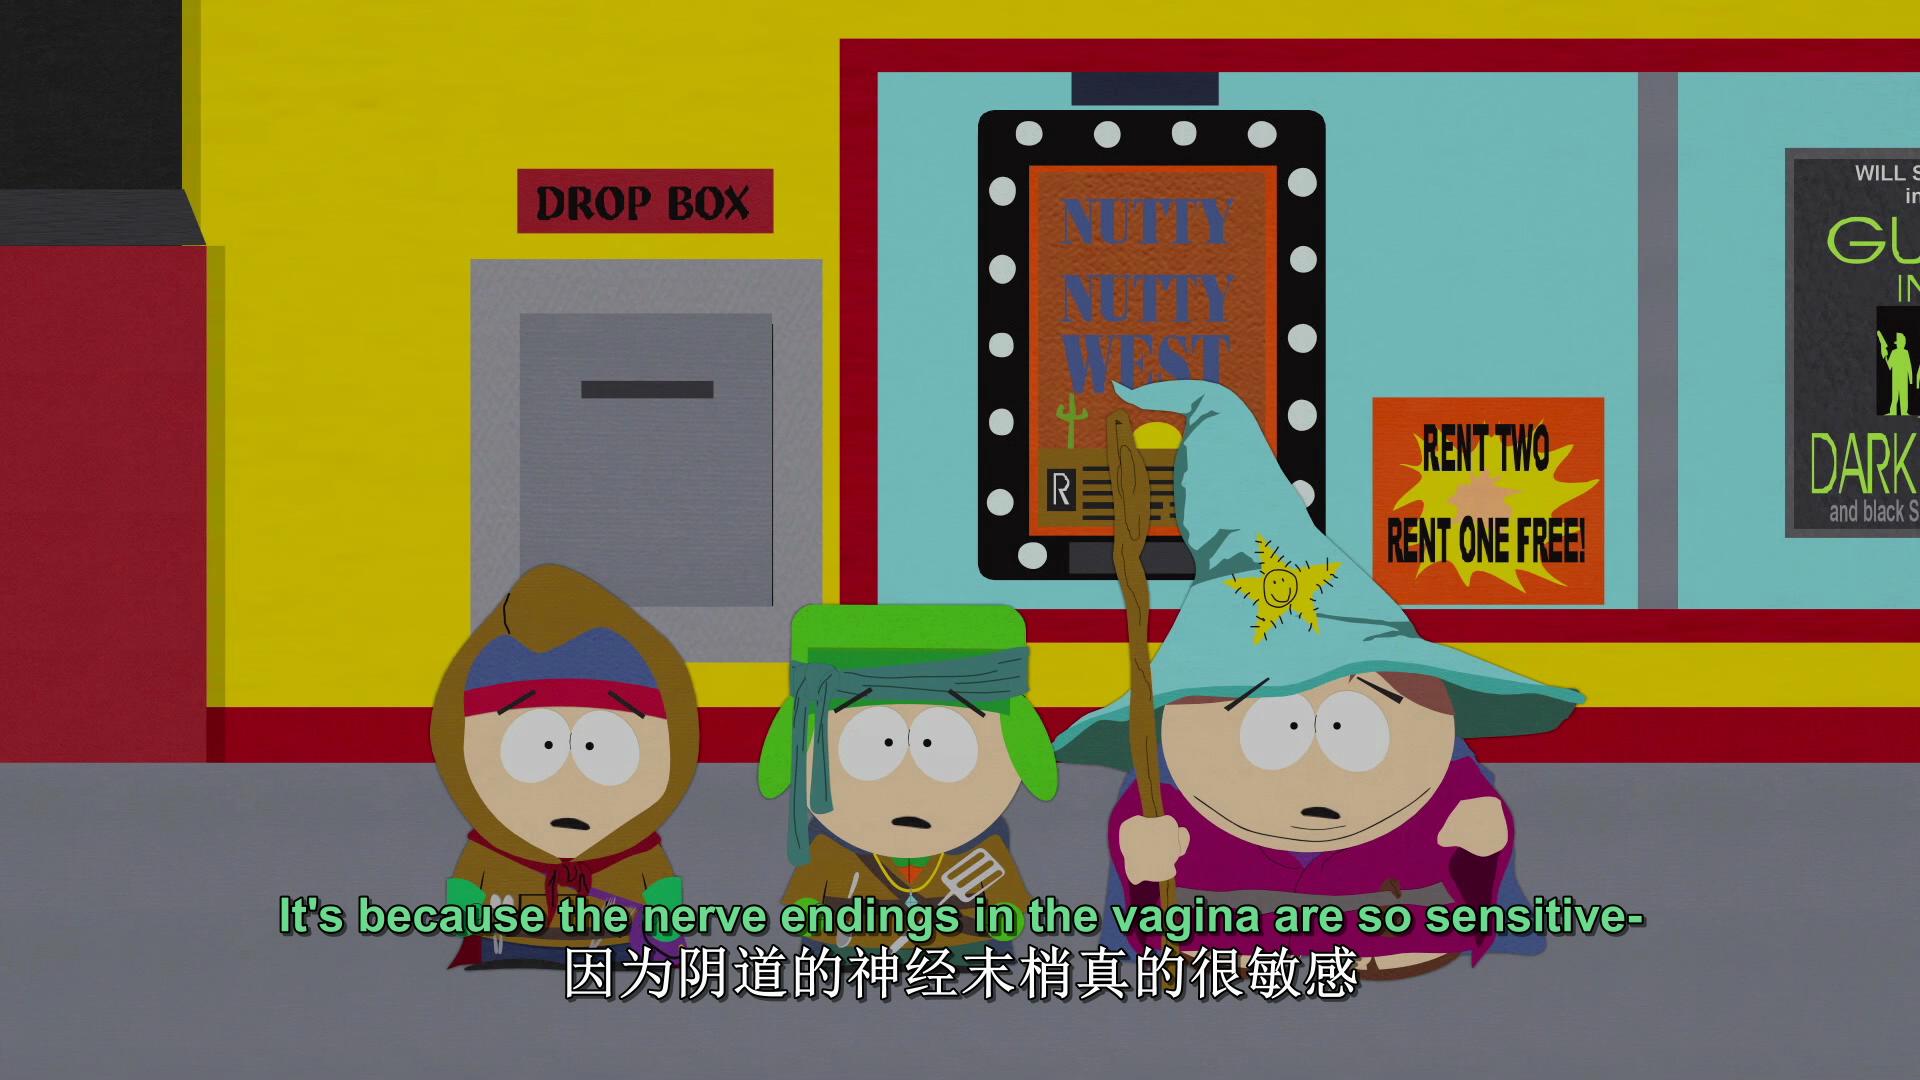 DROP BOX
NUTTY
NUTTY
WEST
R
RENT TWO
RENT ONE FREE!
WILL
GU
IN
DARK
and black
It's because the nerve endings in the vagina are so sensitive-
因为阴道的神经末梢真的很敏感